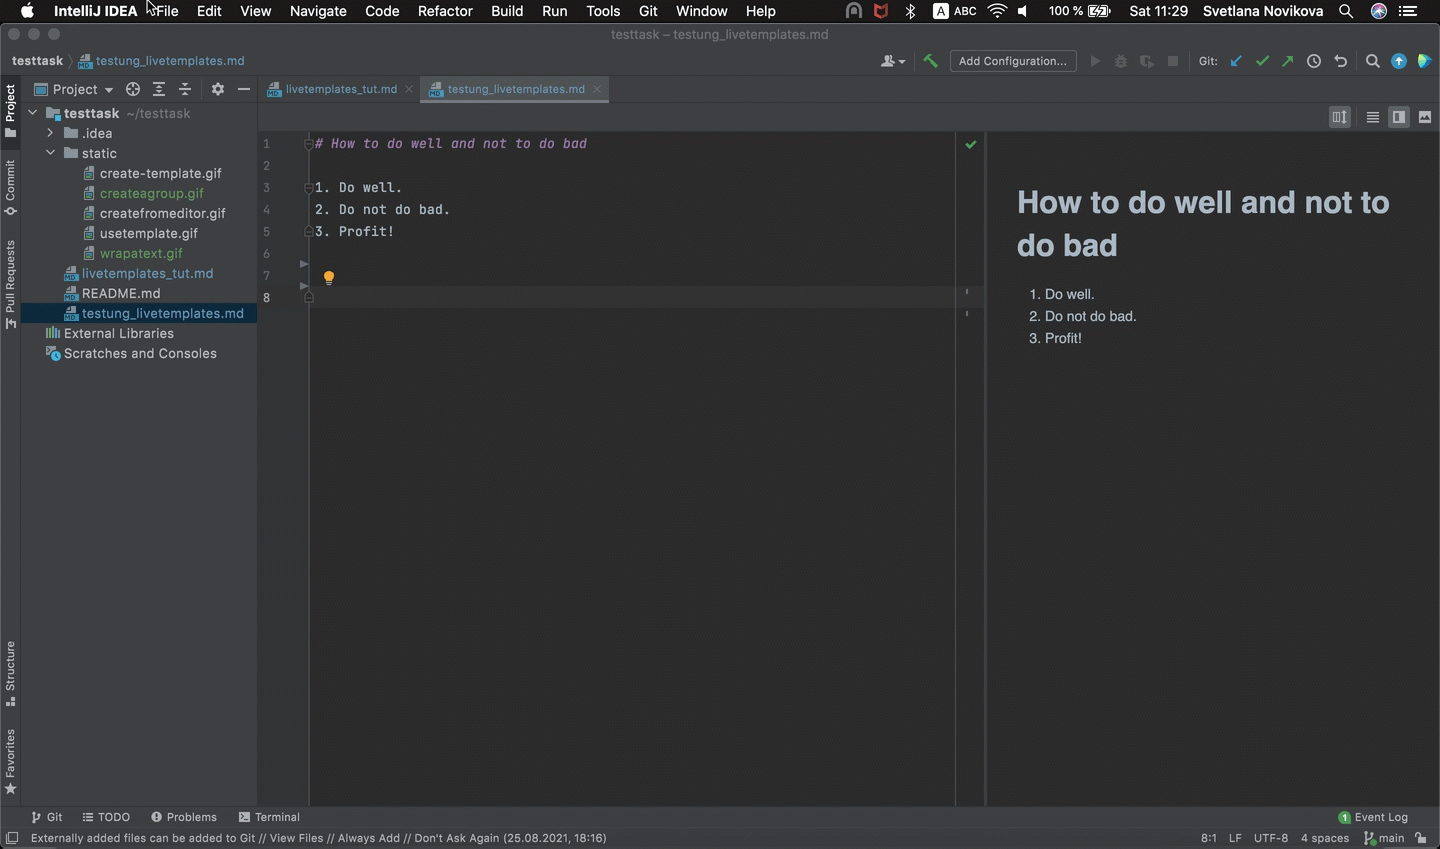 IntelliJ IDEA File Edit View Navigate Code Refactor Build Run Tools Git Window Help A ABC 100 % Sat 11:29 Svetlana Novikova
testtask – testung_livetemplates.md
testtask testung_livetemplates.md Add Configuration... Git:
Project livetemplates_tut.md testung_livetemplates.md
Project
Commit
Pull Requests
Structure
Favorites
testtask ~/testtask
.idea
static
create-template.gif
createagroup.gif
createfromeditor.gif
usetemplate.gif
wrapatext.gif
livetemplates_tut.md
README.md
testung_livetemplates.md
External Libraries
Scratches and Consoles
1 # How to do well and not to do bad
2
3 1. Do well.
4 2. Do not do bad.
5 3. Profit!
6
7
8
How to do well and not to
do bad
1. Do well.
2. Do not do bad.
3. Profit!
Git TODO Problems Terminal 1 Event Log
Externally added files can be added to Git // View Files // Always Add // Don't Ask Again (25.08.2021, 18:16) 8:1 LF UTF-8 4 spaces main